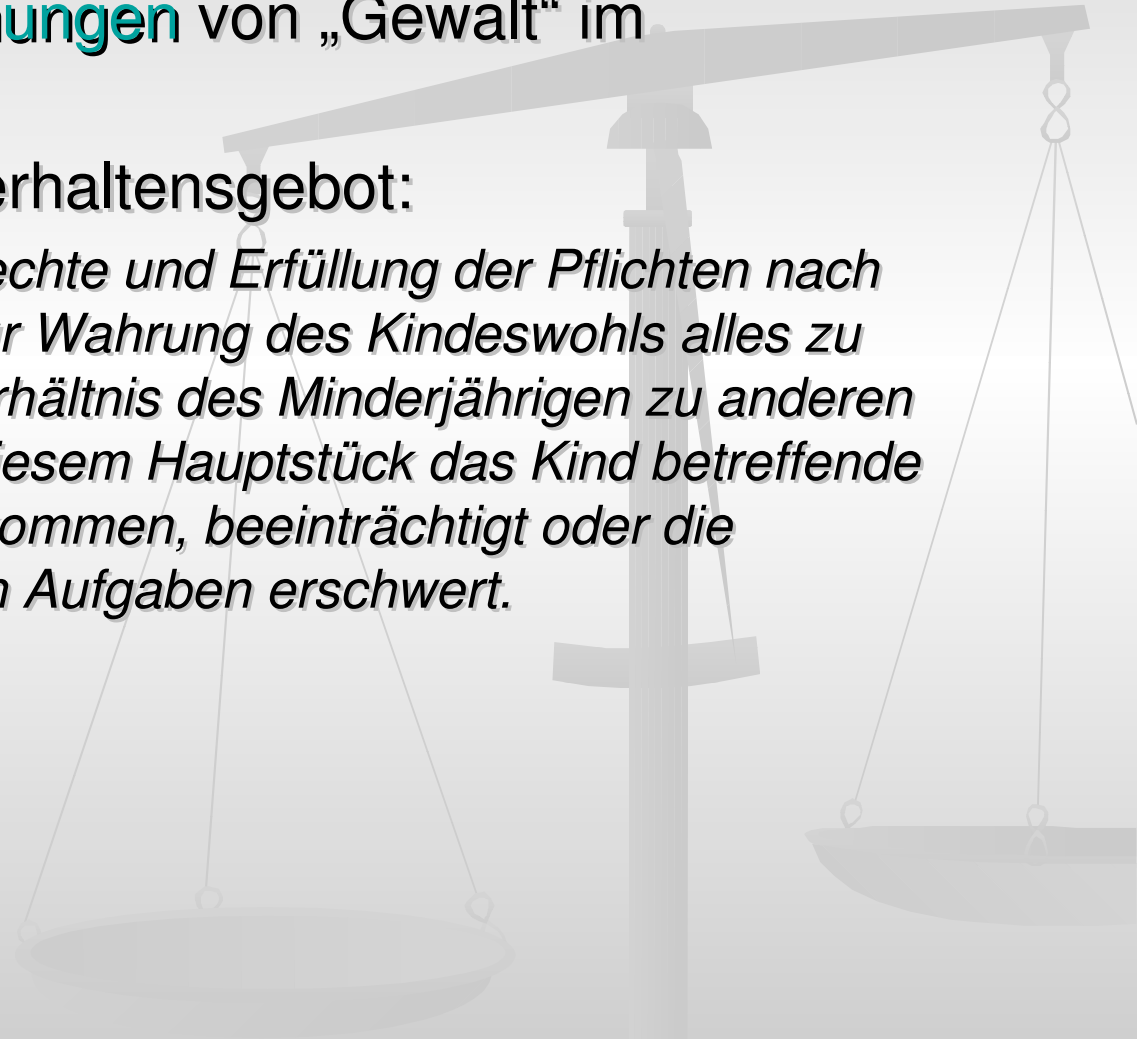 ungen von „Gewalt“ im
erhaltensgebot:
echte und Erfüllung der Pflichten nach
r Wahrung des Kindeswohls alles zu
rhältnis des Minderjährigen zu anderen
iesem Hauptstück das Kind betreffende
ommen, beeinträchtigt oder die
n Aufgaben erschwert.